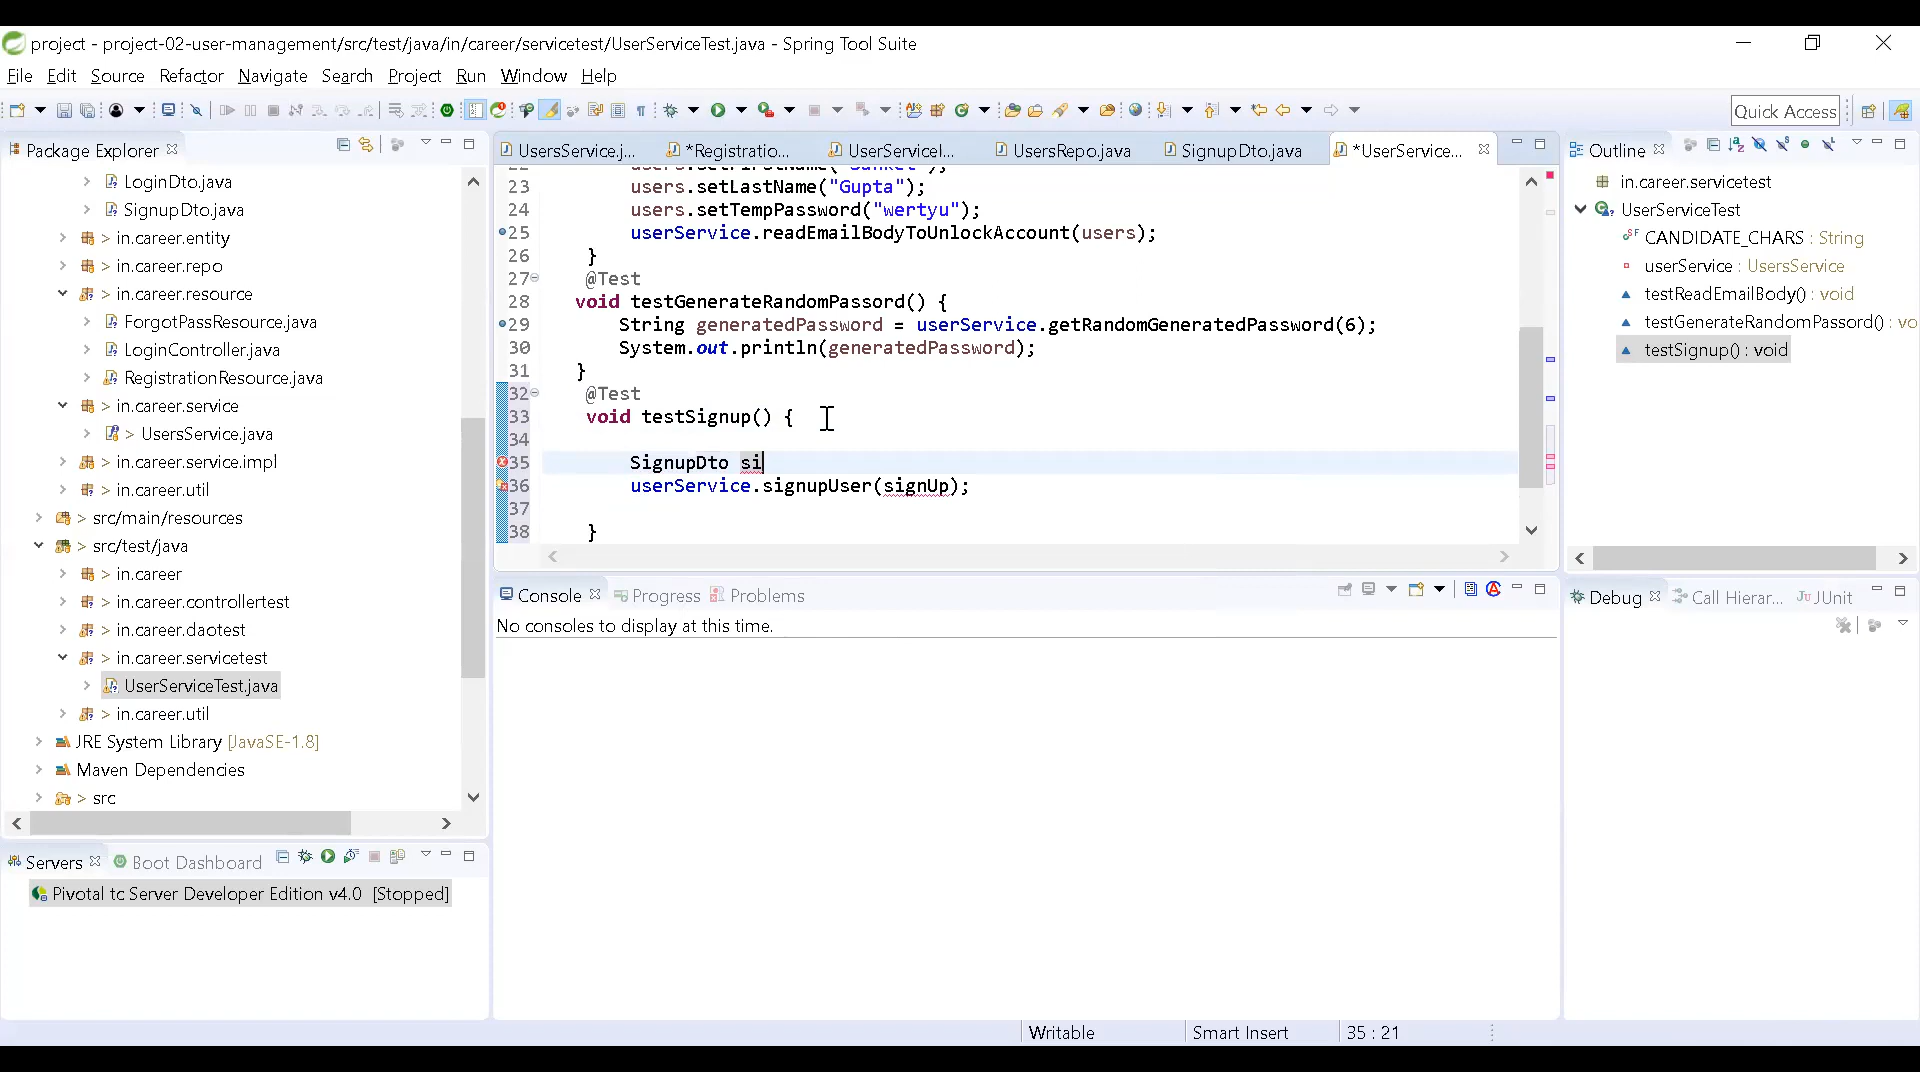 project - project-02-user-management/src/test/java/in/career/servicetest/UserServiceTest.java - Spring Tool Suite
File Edit Source Refactor Navigate Search Project Run Window Help
Quick Access
Package Explorer
LoginDto.java
SignupDto.java
> in.career.entity
> in.career.repo
> in.career.resource
ForgotPassResource.java
LoginController.java
RegistrationResource.java
> in.career.service
> UsersService.java
> in.career.service.impl
> in.career.util
> src/main/resources
> src/test/java
> in.career
> in.career.controllertest
> in.career.daotest
> in.career.servicetest
UserServiceTest.java
> in.career.util
JRE System Library [JavaSE-1.8]
Maven Dependencies
> src
Servers Boot Dashboard
Pivotal tc Server Developer Edition v4.0 [Stopped]
UsersService.j... *Registratio... UserServiceI... UsersRepo.java SignupDto.java *UserService...
23 users.setLastName("Gupta");
24 users.setTempPassword("wertyu");
25 userService.readEmailBodyToUnlockAccount(users);
26 }
27 @Test
28 void testGenerateRandomPassord() {
29 String generatedPassword = userService.getRandomGeneratedPassword(6);
30 System.out.println(generatedPassword);
31 }
32 @Test
33 void testSignup() {
34
35 SignupDto si
36 userService.signupUser(signUp);
37
38 }
Console Progress Problems
No consoles to display at this time.
Outline
in.career.servicetest
UserServiceTest
CANDIDATE_CHARS : String
userService : UsersService
testReadEmailBody() : void
testGenerateRandomPassord() : vo
testSignup() : void
Debug Call Hierar... JUnit
Writable Smart Insert 35 : 21